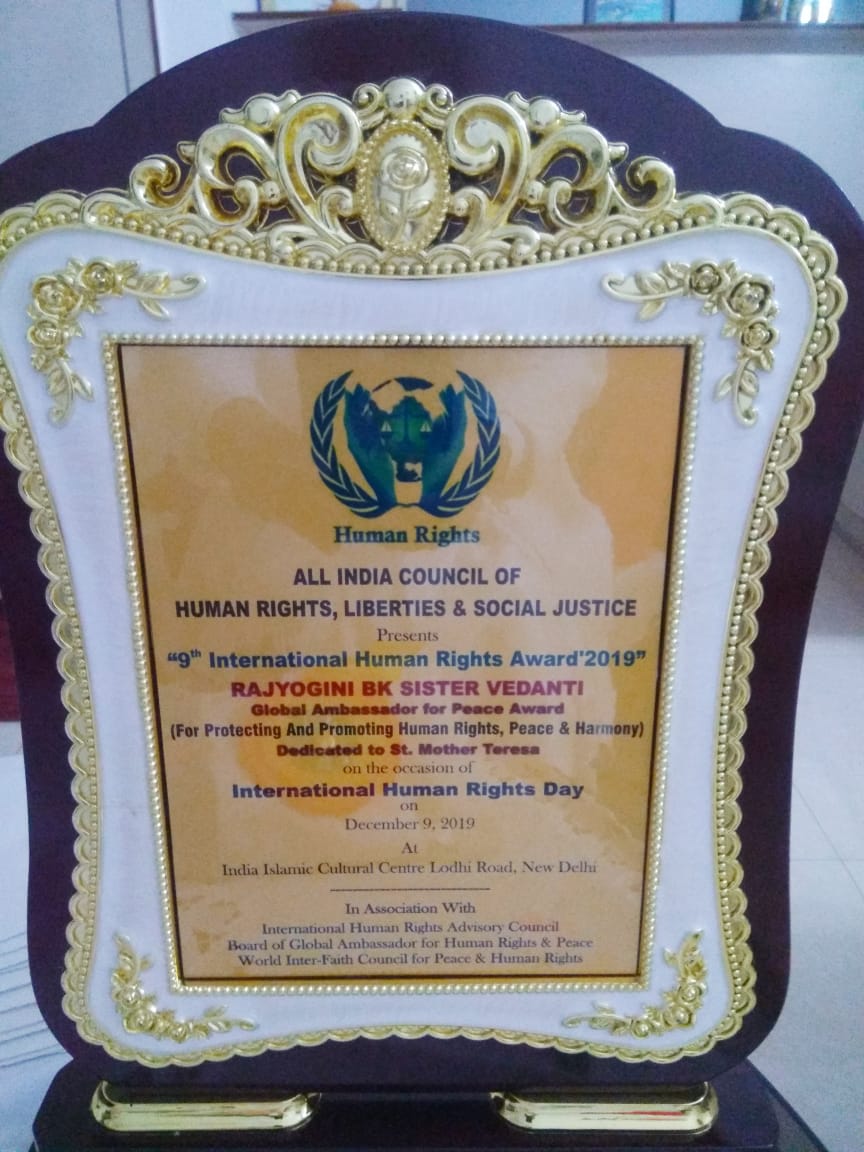 Human Rights
ALL INDIA COUNCIL OF
HUMAN RIGHTS, LIBERTIES & SOCIAL JUSTICE
Presents
“9th International Human Rights Award'2019”
RAJYOGINI BK SISTER VEDANTI
Global Ambassador for Peace Award
(For Protecting And Promoting Human Rights, Peace & Harmony)
Dedicated to St. Mother Teresa
on the occasion of
International Human Rights Day
on
December 9, 2019
At
India Islamic Cultural Centre Lodhi Road, New Delhi
In Association With
International Human Rights Advisory Council
Board of Global Ambassador for Human Rights & Peace
World Inter-Faith Council for Peace & Human Rights